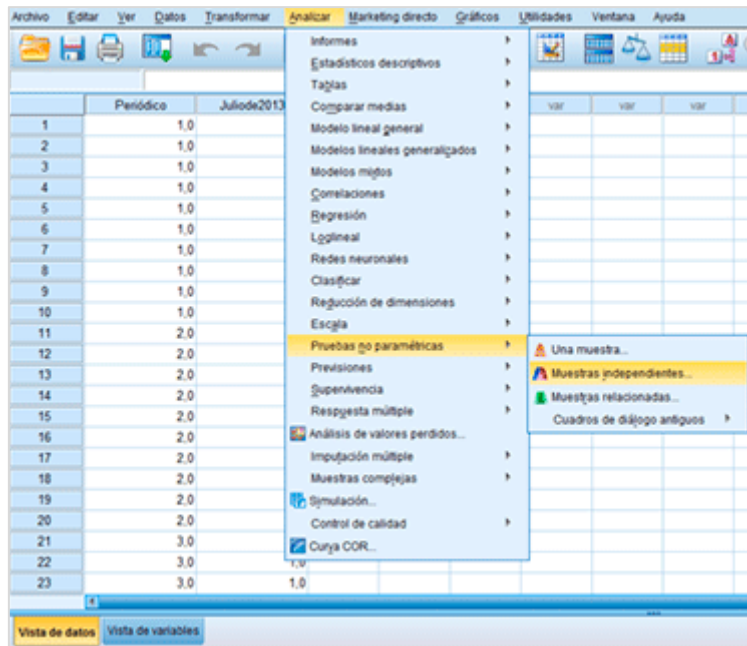 Archivo Editar Ver Datos Transformar Analizar Marketing directo Gráficos Utilidades Ventana Ayuda
Informes
Estadísticos descriptivos
Tablas
Comparar medias
Modelo lineal general
Modelos lineales generalizados
Modelos mixtos
Correlaciones
Regresión
Loglineal
Redes neuronales
Clasificar
Reducción de dimensiones
Escala
Pruebas no paramétricas
Previsiones
Supervivencia
Respuesta múltiple
Análisis de valores perdidos...
Imputación múltiple
Muestras complejas
Simulación...
Control de calidad
Curva COR...
Una muestra...
Muestras independientes...
Muestras relacionadas...
Cuadros de diálogo antiguos
Periódico Juliode2013 var var var
1 1,0
2 1,0
3 1,0
4 1,0
5 1,0
6 1,0
7 1,0
8 1,0
9 1,0
10 1,0
11 2,0
12 2,0
13 2,0
14 2,0
15 2,0
16 2,0
17 2,0
18 2,0
19 2,0
20 2,0
21 3,0
22 3,0 1,0
23 3,0 1,0
Vista de datos Vista de variables